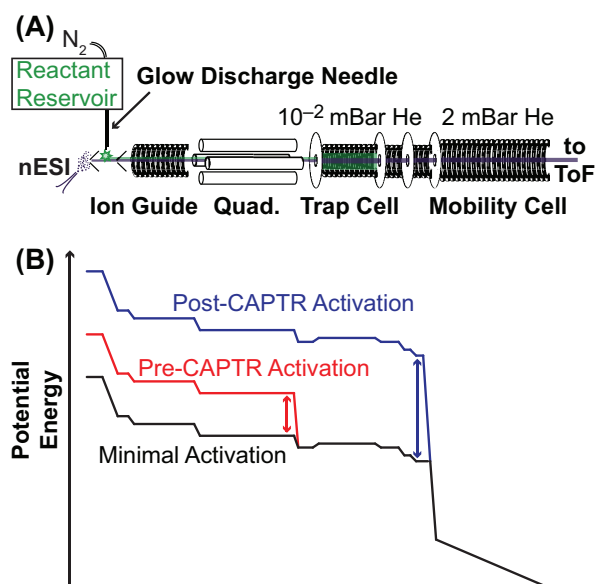 (A)
N₂
Reactant
Reservoir
Glow Discharge Needle
10⁻² mBar He
2 mBar He
nESI
to
ToF
Ion Guide
Quad.
Trap Cell
Mobility Cell
(B)
Post-CAPTR Activation
Pre-CAPTR Activation
Minimal Activation
Potential
Energy